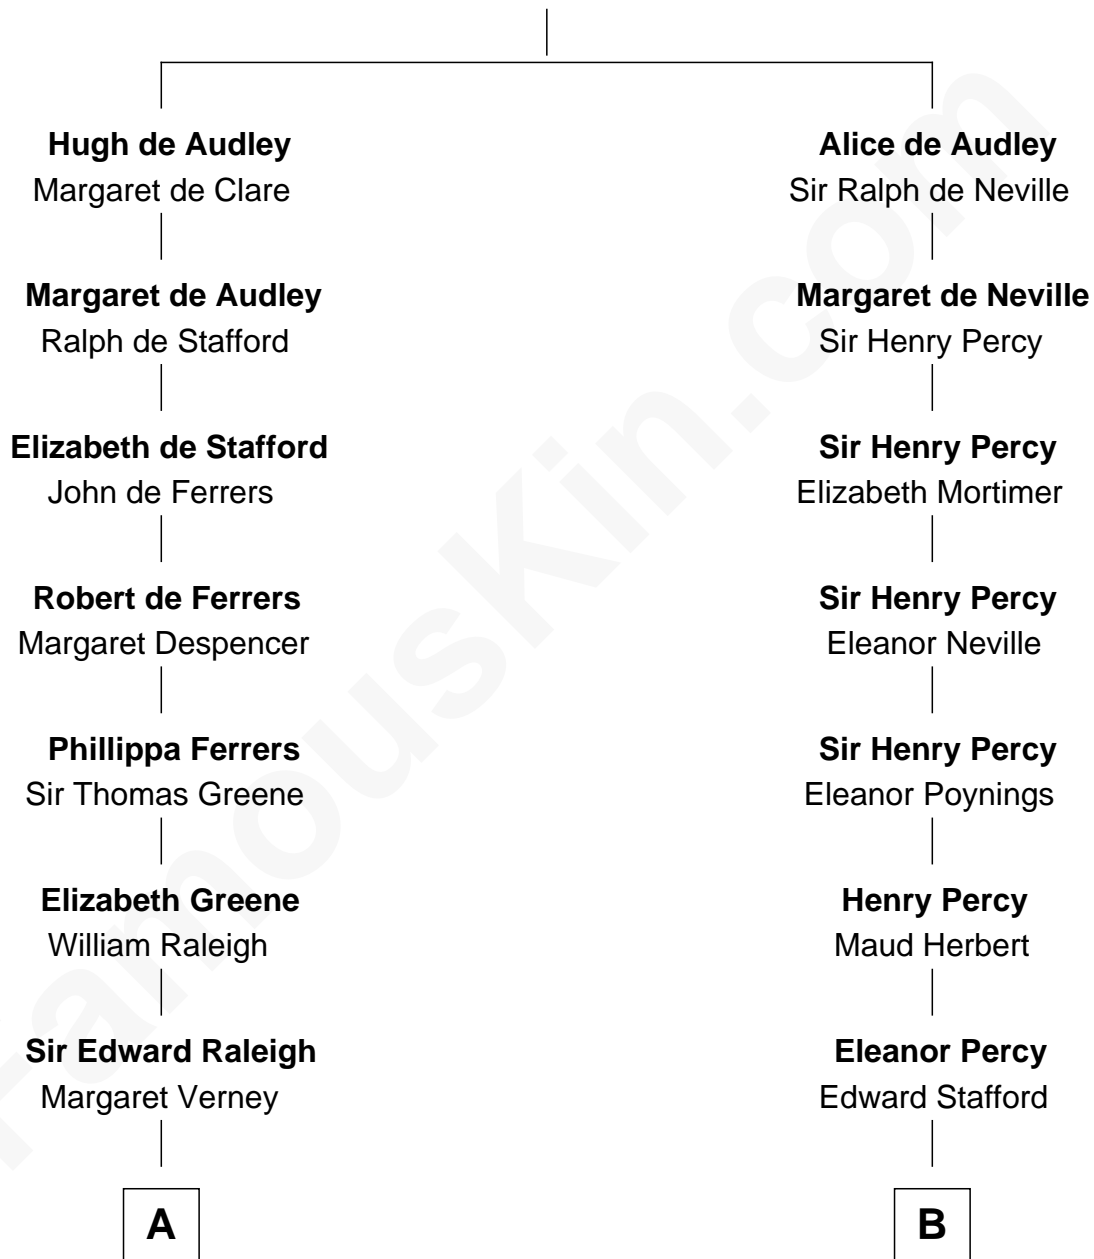 Hugh de Audley
Margaret de Clare
Margaret de Audley
Ralph de Stafford
Elizabeth de Stafford
John de Ferrers
Robert de Ferrers
Margaret Despencer
Phillippa Ferrers
Sir Thomas Greene
Elizabeth Greene
William Raleigh
Sir Edward Raleigh
Margaret Verney
A
Alice de Audley
Sir Ralph de Neville
Margaret de Neville
Sir Henry Percy
Sir Henry Percy
Elizabeth Mortimer
Sir Henry Percy
Eleanor Neville
Sir Henry Percy
Eleanor Poynings
Henry Percy
Maud Herbert
Eleanor Percy
Edward Stafford
B
FamousKin.com